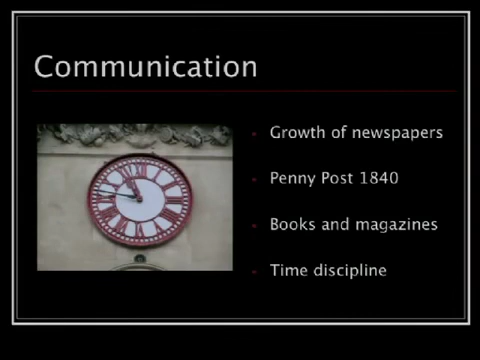 Communication
Growth of newspapers
Penny Post 1840
Books and magazines
Time discipline